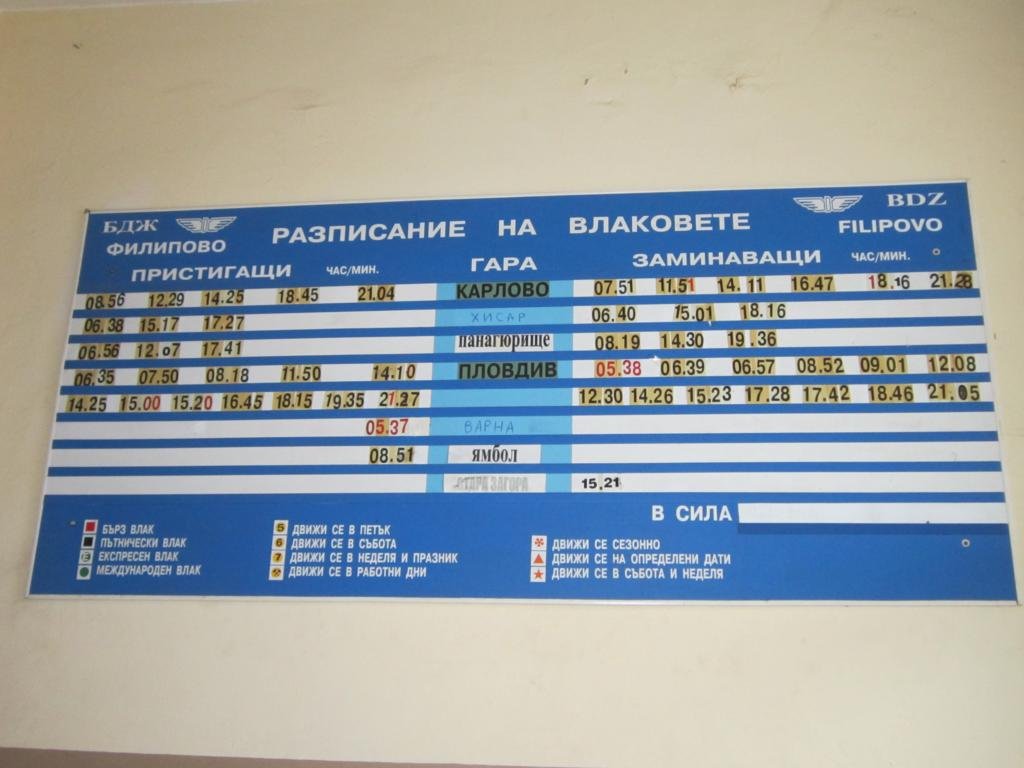 БДЖ BDZ
ФИЛИПОВО РАЗПИСАНИЕ НА ВЛАКОВЕТЕ FILIPOVO
ПРИСТИГАЩИ ЧАС/МИН. ГАРА ЗАМИНАВАЩИ ЧАС/МИН.
08.56 12.29 14.25 18.45 21.04 КАРЛОВО 07.51 11.51 14.11 16.47 18.16 21.28
06.38 15.17 17.27 ХИСАР 06.40 15.01 18.16
06.56 12.07 17.41 панагюрище 08.19 14.30 19.36
06.35 07.50 08.18 11.50 14.10 ПЛОВДИВ 05.38 06.39 06.57 08.52 09.01 12.08
14.25 15.00 15.20 16.45 18.15 19.35 21.27 12.30 14.26 15.23 17.28 17.42 18.46 21.05
05.37 ВАРНА
08.51 ямбол
СТАРА ЗАГОРА 15.21
В СИЛА
БЪРЗ ВЛАК
ПЪТНИЧЕСКИ ВЛАК
Е ЕКСПРЕСЕН ВЛАК
МЕЖДУНАРОДЕН ВЛАК
5 ДВИЖИ СЕ В ПЕТЪК
6 ДВИЖИ СЕ В СЪБОТА
7 ДВИЖИ СЕ В НЕДЕЛЯ И ПРАЗНИК
ДВИЖИ СЕ В РАБОТНИ ДНИ
ДВИЖИ СЕ СЕЗОННО
ДВИЖИ СЕ НА ОПРЕДЕЛЕНИ ДАТИ
ДВИЖИ СЕ В СЪБОТА И НЕДЕЛЯ